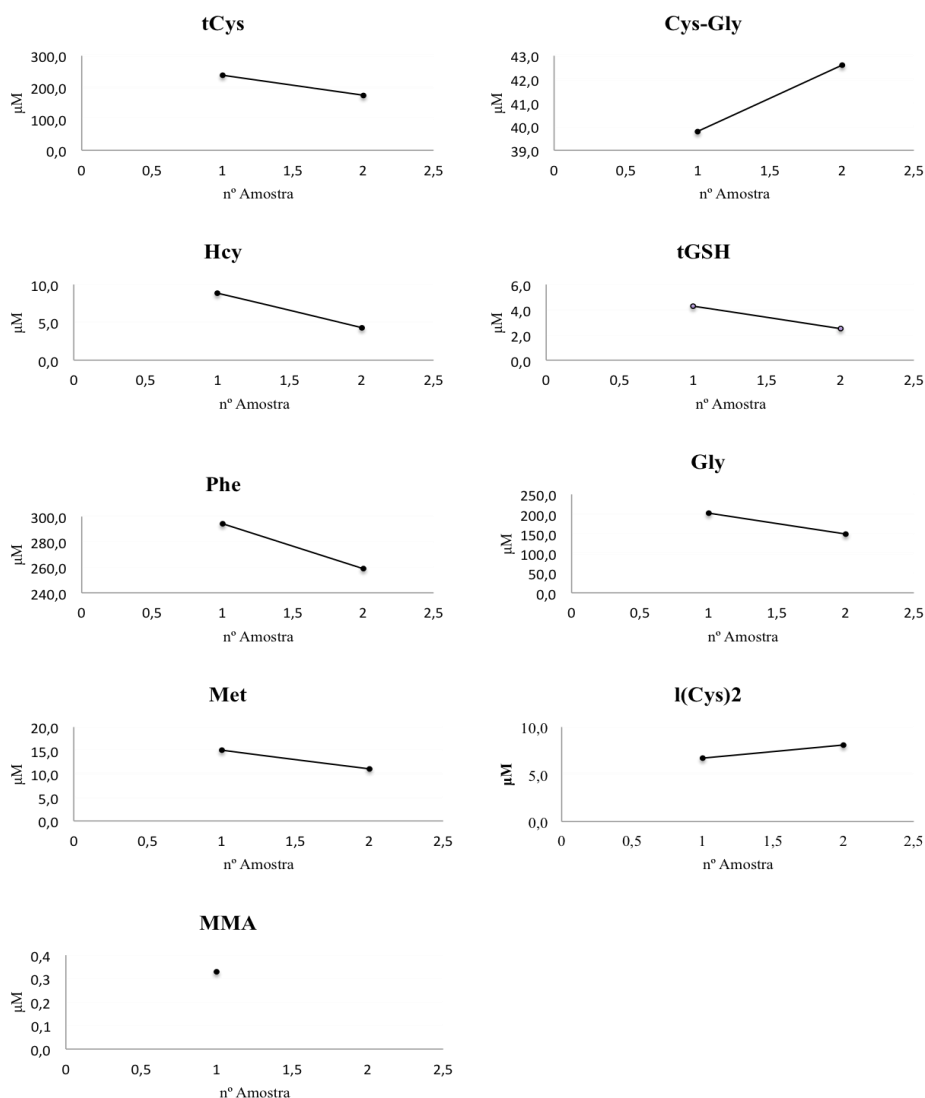 tCys
300,0
200,0
100,0
0,0
µM
0 0,5 1 1,5 2 2,5
nº Amostra
Cys-Gly
43,0
42,0
41,0
40,0
39,0
µM
0 0,5 1 1,5 2 2,5
nº Amostra
Hcy
10,0
5,0
0,0
µM
0 0,5 1 1,5 2 2,5
nº Amostra
tGSH
6,0
4,0
2,0
0,0
µM
0 0,5 1 1,5 2 2,5
nº Amostra
Phe
300,0
280,0
260,0
240,0
µM
0 0,5 1 1,5 2 2,5
nº Amostra
Gly
250,0
200,0
150,0
100,0
50,0
0,0
µM
0 0,5 1 1,5 2 2,5
nº Amostra
Met
20,0
15,0
10,0
5,0
0,0
µM
0 0,5 1 1,5 2 2,5
nº Amostra
l(Cys)2
10,0
5,0
0,0
µM
0 0,5 1 1,5 2 2,5
nº Amostra
MMA
0,4
0,3
0,2
0,1
0,0
µM
0 0,5 1 1,5 2 2,5
nº Amostra